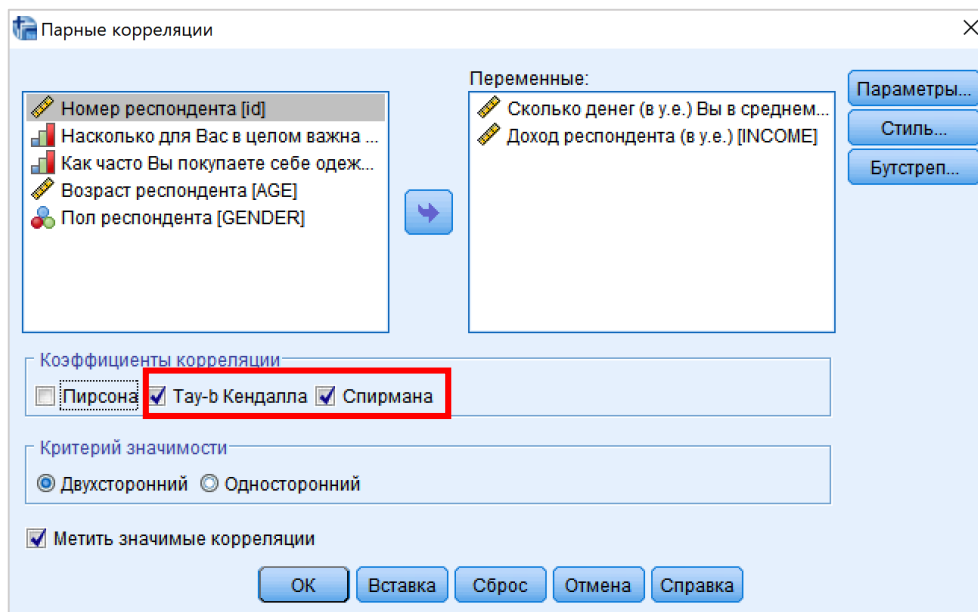 Парные корреляции
Переменные:
Номер респондента [id]
Насколько для Вас в целом важна ...
Как часто Вы покупаете себе одеж...
Возраст респондента [AGE]
Пол респондента [GENDER]
Сколько денег (в у.е.) Вы в среднем...
Доход респондента (в у.е.) [INCOME]
Параметры...
Стиль...
Бутстреп...
Коэффициенты корреляции
Пирсона Тау-b Кендалла Спирмана
Критерий значимости
Двухсторонний Односторонний
Метить значимые корреляции
ОК Вставка Сброс Отмена Справка